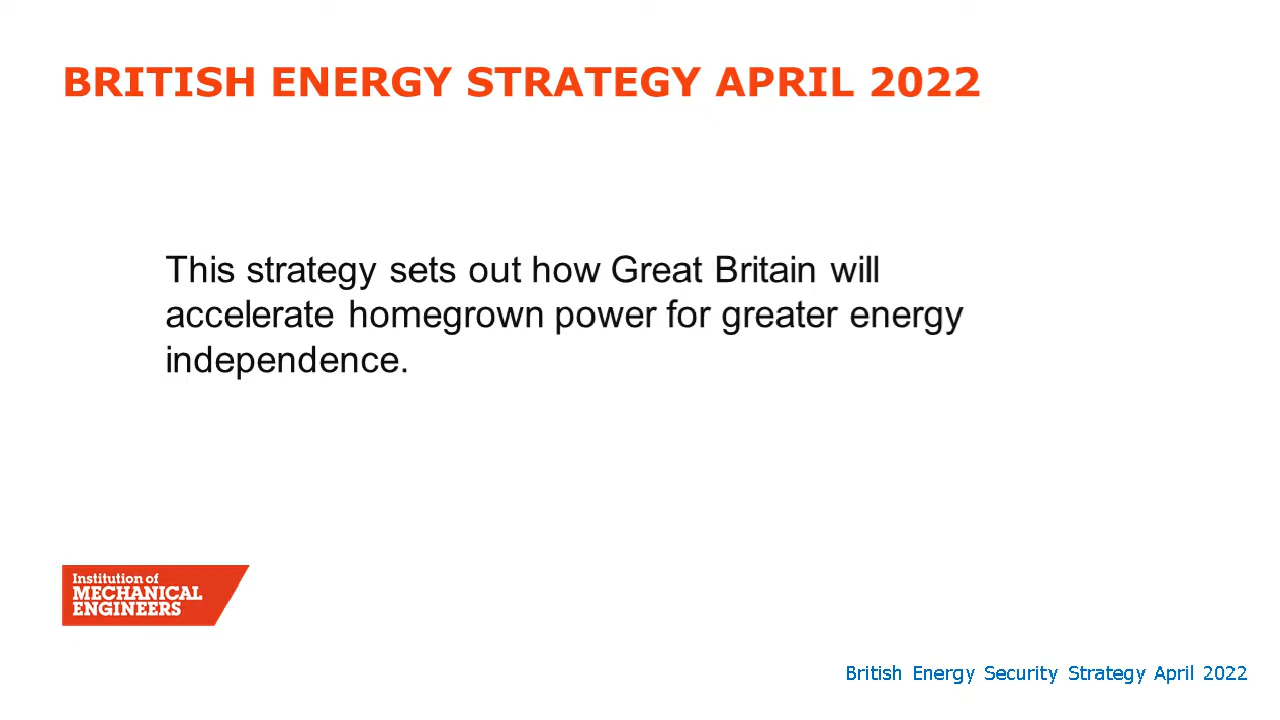 BRITISH ENERGY STRATEGY APRIL 2022
This strategy sets out how Great Britain will
accelerate homegrown power for greater energy
independence.
Institution of
MECHANICAL
ENGINEERS
British Energy Security Strategy April 2022